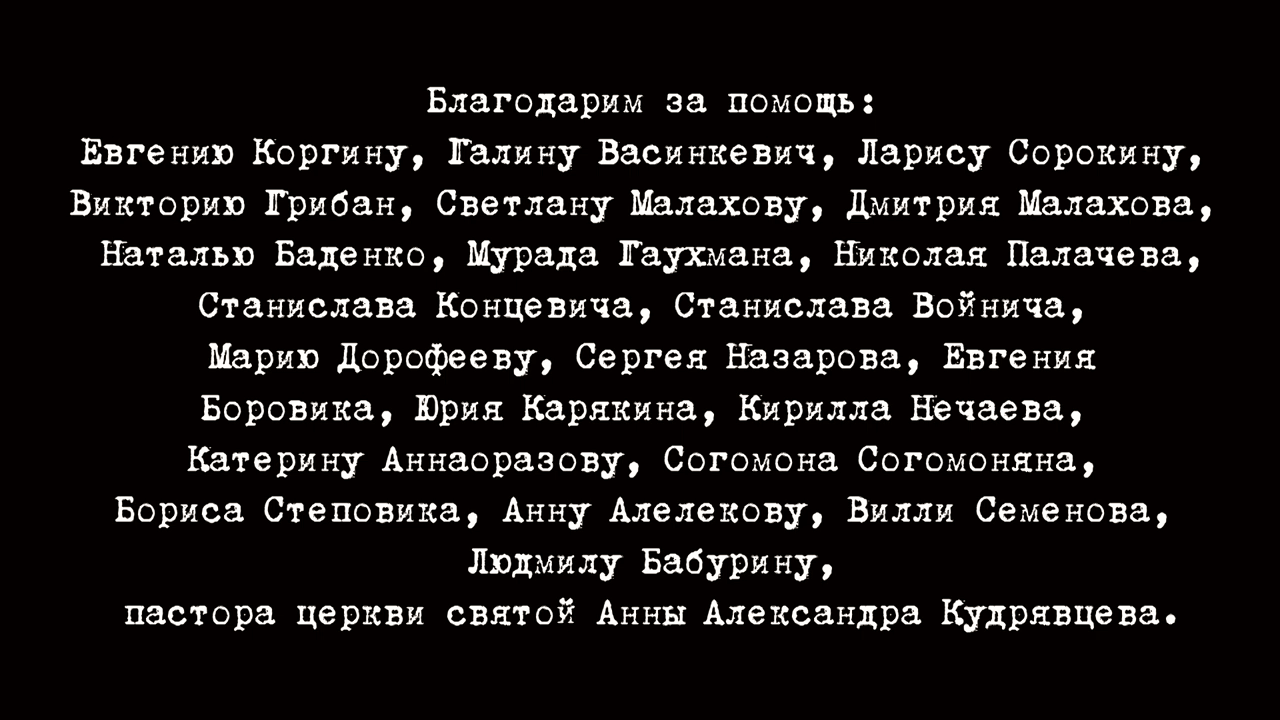 Благодарим за помощь:
Евгению Коргину, Галину Васинкевич, Ларису Сорокину,
Викторию Грибан, Светлану Малахову, Дмитрия Малахова,
Наталью Баденко, Мурада Гаухмана, Николая Палачева,
Станислава Концевича, Станислава Войнича,
Марию Дорофееву, Сергея Назарова, Евгения
Боровика, Юрия Карякина, Кирилла Нечаева,
Катерину Аннаоразову, Согомона Согомоняна,
Бориса Степовика, Анну Алелекову, Вилли Семенова,
Людмилу Бабурину,
пастора церкви святой Анны Александра Кудрявцева.